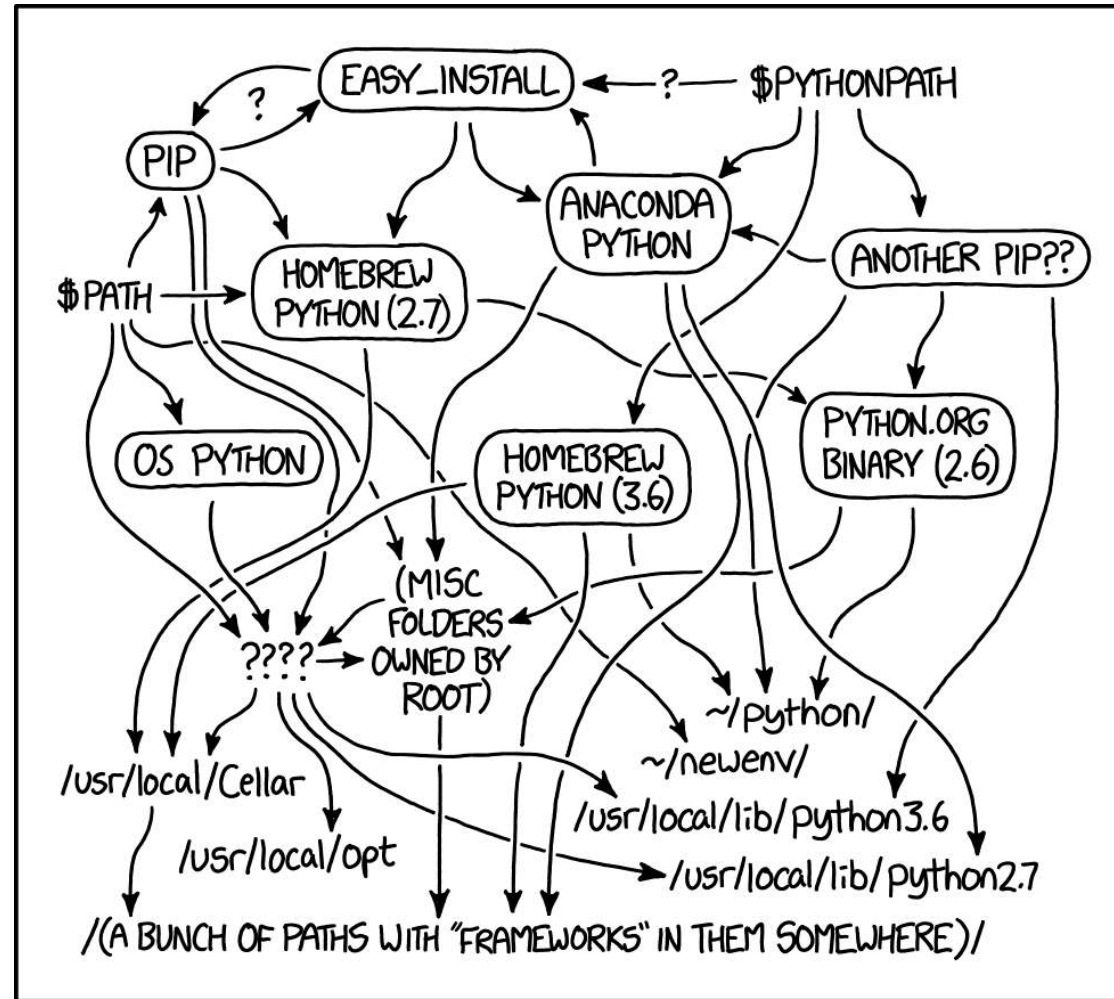 EASY_INSTALL
?
$PYTHONPATH
?
PIP
ANACONDA
PYTHON
ANOTHER PIP??
HOMEBREW
PYTHON (2.7)
$PATH
OS PYTHON
HOMEBREW
PYTHON (3.6)
PYTHON.ORG
BINARY (2.6)
(MISC
FOLDERS
OWNED BY
ROOT)
????
~/python/
~/newenv/
/usr/local/Cellar
/usr/local/lib/python3.6
/usr/local/opt
/usr/local/lib/python2.7
/(A BUNCH OF PATHS WITH "FRAMEWORKS" IN THEM SOMEWHERE)/